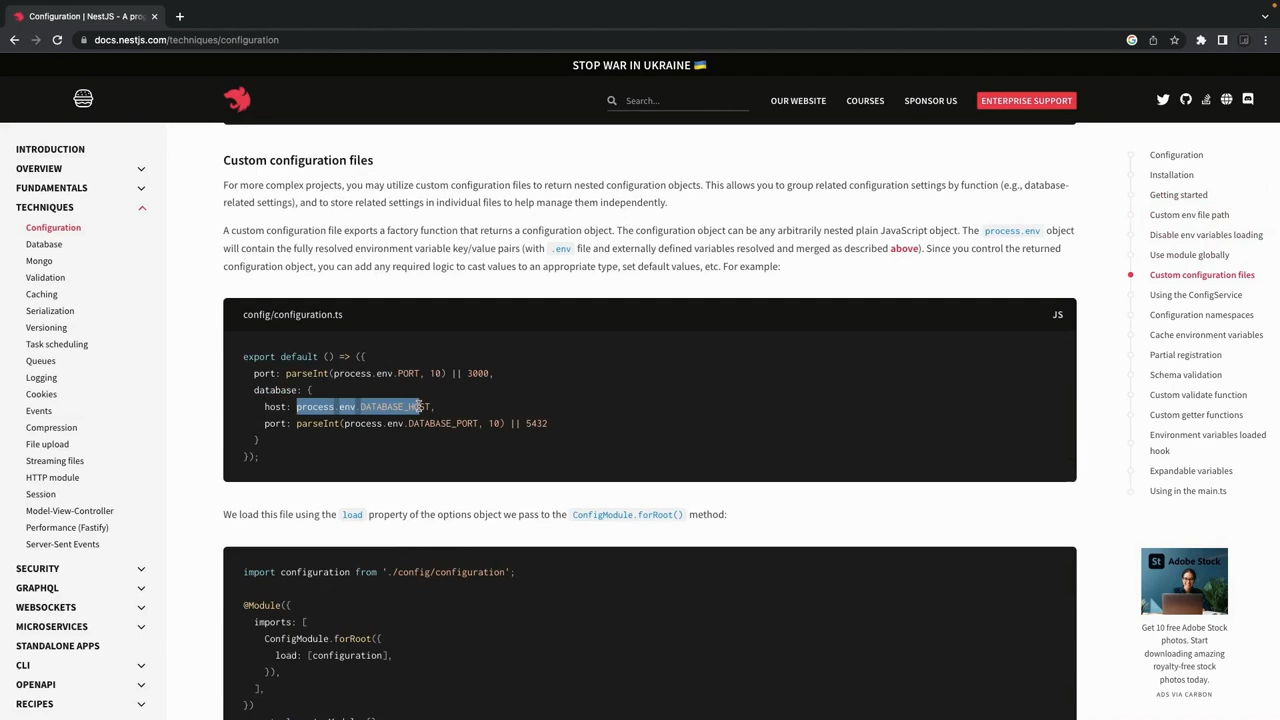 Configuration | NestJS - A pro
docs.nestjs.com/techniques/configuration
STOP WAR IN UKRAINE 🇺🇦
Search...
OUR WEBSITE
COURSES
SPONSOR US
ENTERPRISE SUPPORT
INTRODUCTION
OVERVIEW
FUNDAMENTALS
TECHNIQUES
Configuration
Database
Mongo
Validation
Caching
Serialization
Versioning
Task scheduling
Queues
Logging
Cookies
Events
Compression
File upload
Streaming files
HTTP module
Session
Model-View-Controller
Performance (Fastify)
Server-Sent Events
SECURITY
GRAPHQL
WEBSOCKETS
MICROSERVICES
STANDALONE APPS
CLI
OPENAPI
RECIPES
Custom configuration files
For more complex projects, you may utilize custom configuration files to return nested configuration objects. This allows you to group related configuration settings by function (e.g., database-
related settings), and to store related settings in individual files to help manage them independently.
A custom configuration file exports a factory function that returns a configuration object. The configuration object can be any arbitrarily nested plain JavaScript object. The process.env object
will contain the fully resolved environment variable key/value pairs (with .env file and externally defined variables resolved and merged as described above). Since you control the returned
configuration object, you can add any required logic to cast values to an appropriate type, set default values, etc. For example:
config/configuration.ts
JS
export default () => ({
port: parseInt(process.env.PORT, 10) || 3000,
database: {
host: process.env.DATABASE_HOST,
port: parseInt(process.env.DATABASE_PORT, 10) || 5432
}
});
We load this file using the load property of the options object we pass to the ConfigModule.forRoot() method:
import configuration from './config/configuration';
@Module({
imports: [
ConfigModule.forRoot({
load: [configuration],
}),
],
})
Configuration
Installation
Getting started
Custom env file path
Disable env variables loading
Use module globally
Custom configuration files
Using the ConfigService
Configuration namespaces
Cache environment variables
Partial registration
Schema validation
Custom validate function
Custom getter functions
Environment variables loaded
hook
Expandable variables
Using in the main.ts
St Adobe Stock
Get 10 free Adobe Stock
photos. Start
downloading amazing
royalty-free stock
photos today.
ADS VIA CARBON